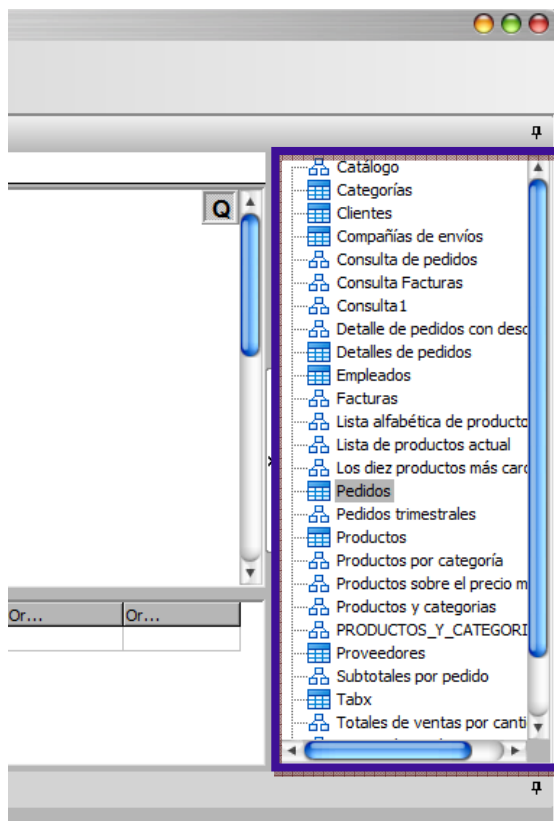 Q
Catálogo
Categorías
Clientes
Compañías de envíos
Consulta de pedidos
Consulta Facturas
Consulta1
Detalle de pedidos con desc
Detalles de pedidos
Empleados
Facturas
Lista alfabética de producto
Lista de productos actual
Los diez productos más caro
Pedidos
Pedidos trimestrales
Productos
Productos por categoría
Productos sobre el precio m
Productos y categorias
PRODUCTOS_Y_CATEGORI
Proveedores
Subtotales por pedido
Tabx
Totales de ventas por canti
Or... Or...